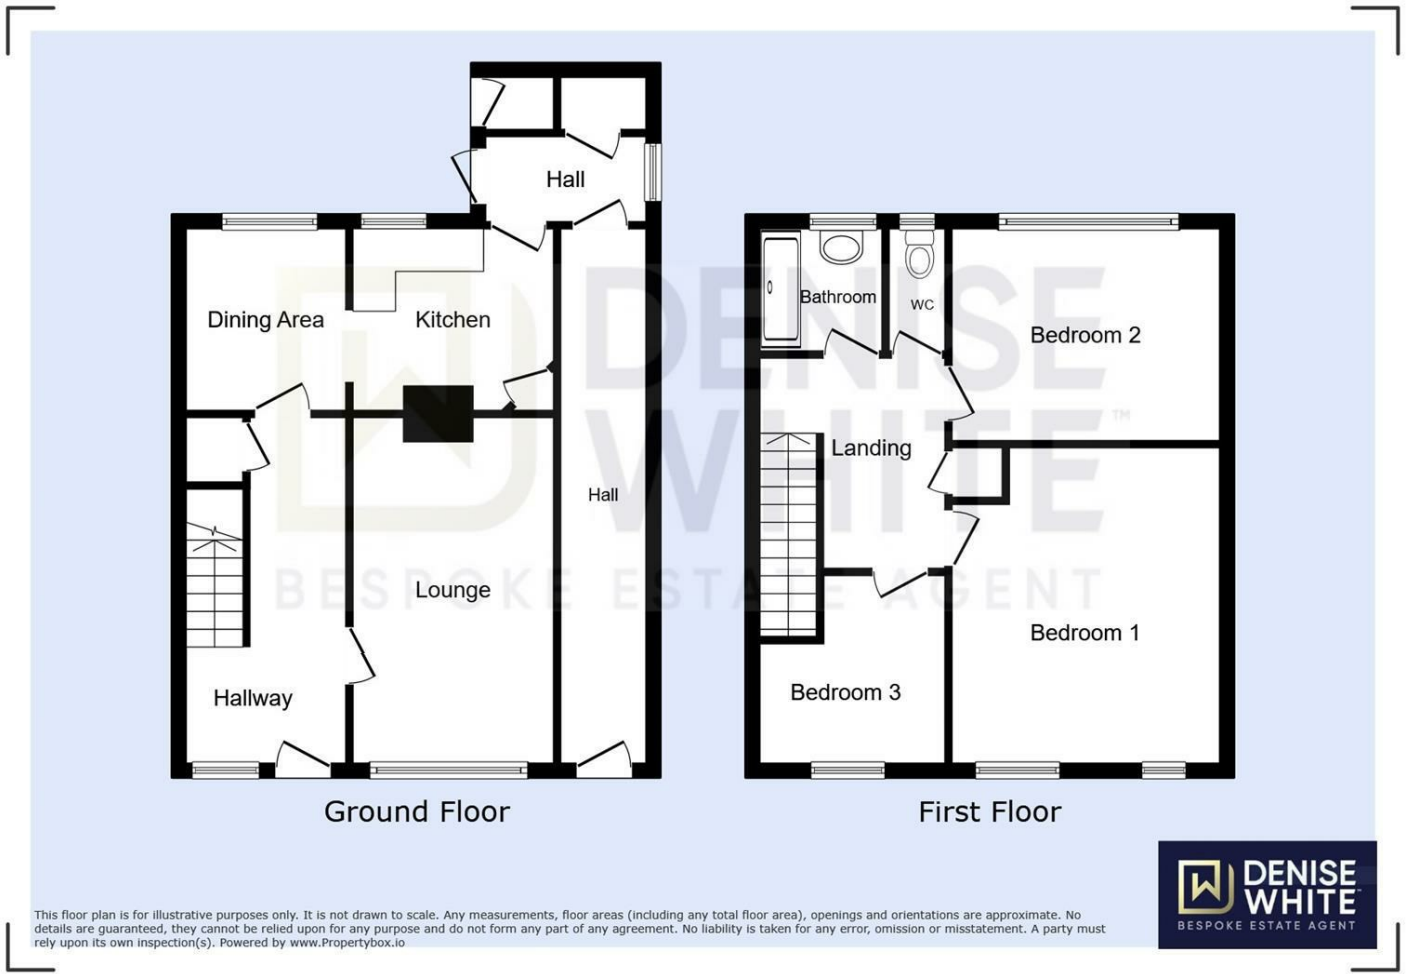 Hall
Dining Area
Kitchen
Hall
Lounge
Hallway
Ground Floor
Bathroom
WC
Bedroom 2
Landing
Bedroom 1
Bedroom 3
First Floor
DENISE
WHITE™
BESPOKE ESTATE AGENT
DENISE
WHITE™
BESPOKE ESTATE AGENT
This floor plan is for illustrative purposes only. It is not drawn to scale. Any measurements, floor areas (including any total floor area), openings and orientations are approximate. No
details are guaranteed, they cannot be relied upon for any purpose and do not form any part of any agreement. No liability is taken for any error, omission or misstatement. A party must
rely upon its own inspection(s). Powered by www.Propertybox.io